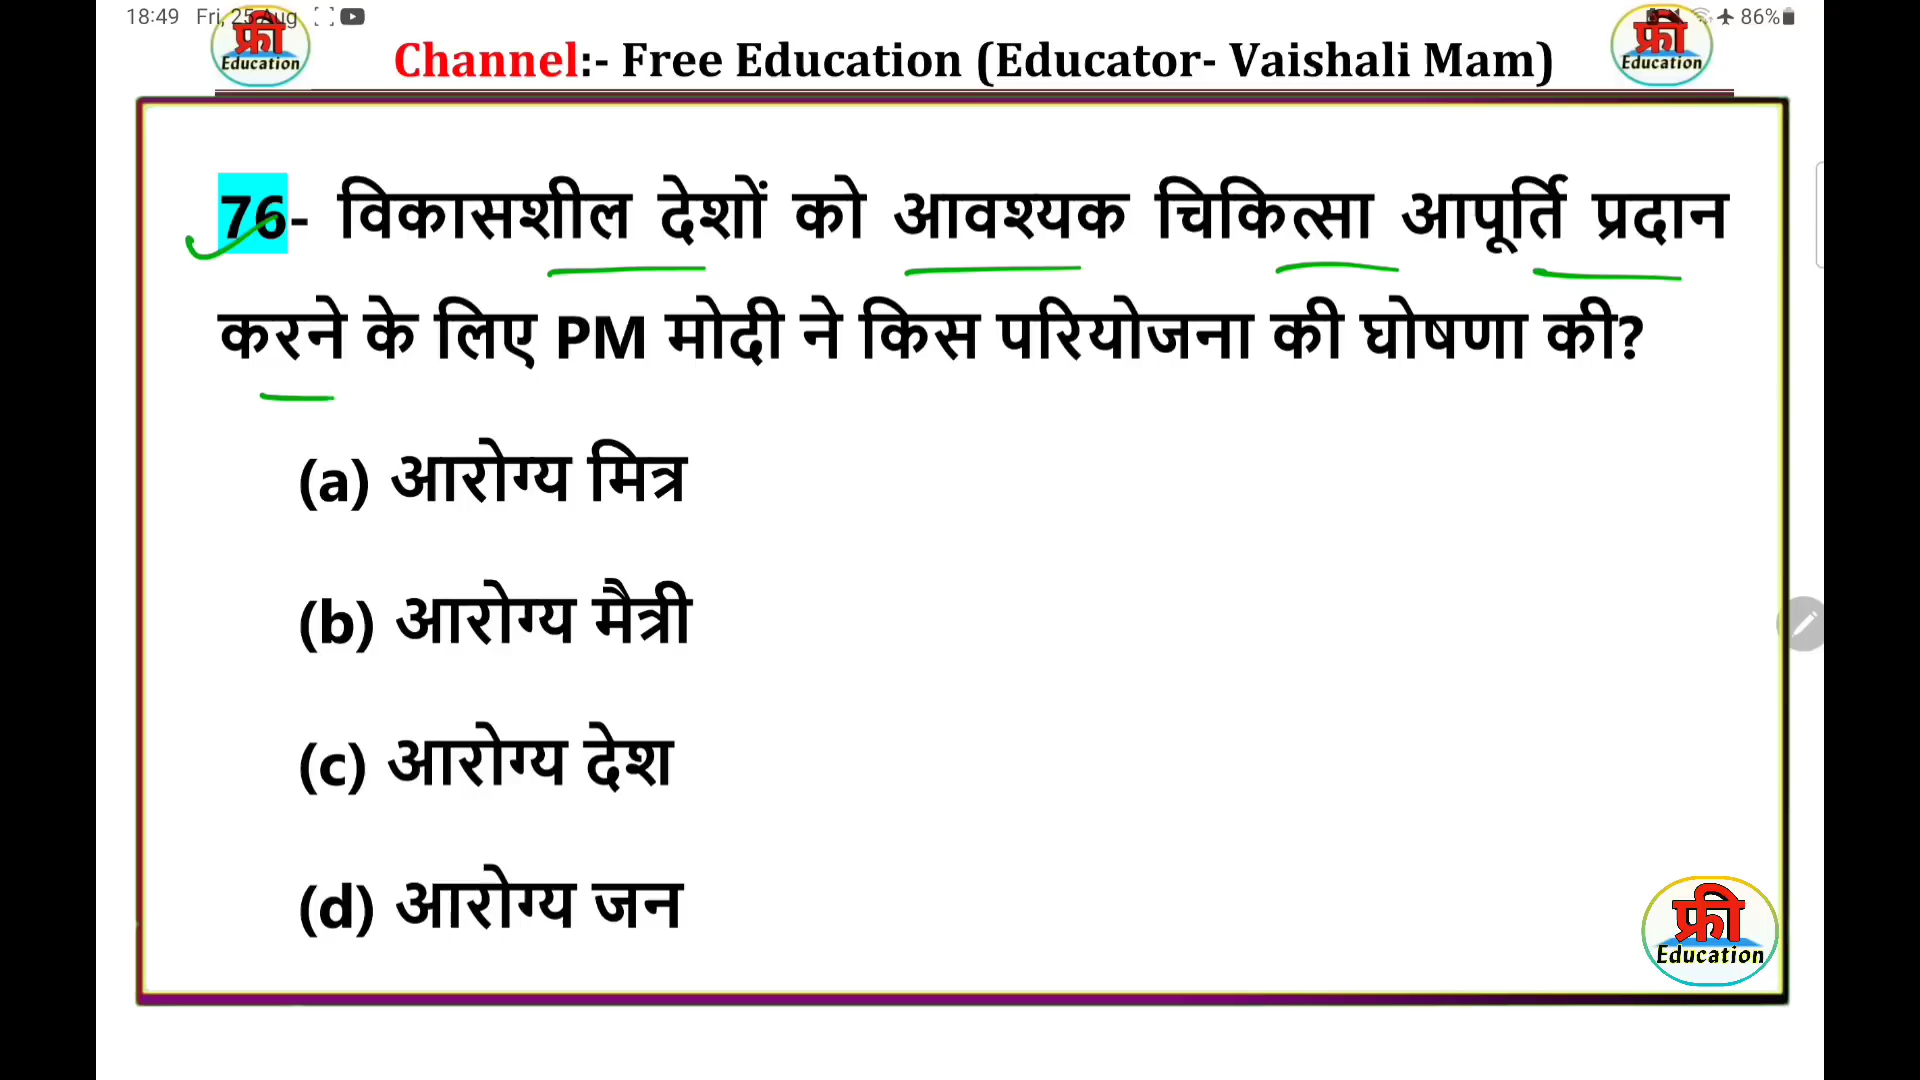 18:49 Fri, 25 Aug 86%
फ्री Education
Channel:- Free Education (Educator- Vaishali Mam)
फ्री Education
76- विकासशील देशों को आवश्यक चिकित्सा आपूर्ति प्रदान
करने के लिए PM मोदी ने किस परियोजना की घोषणा की?
(a) आरोग्य मित्र
(b) आरोग्य मैत्री
(c) आरोग्य देश
(d) आरोग्य जन
फ्री
Education